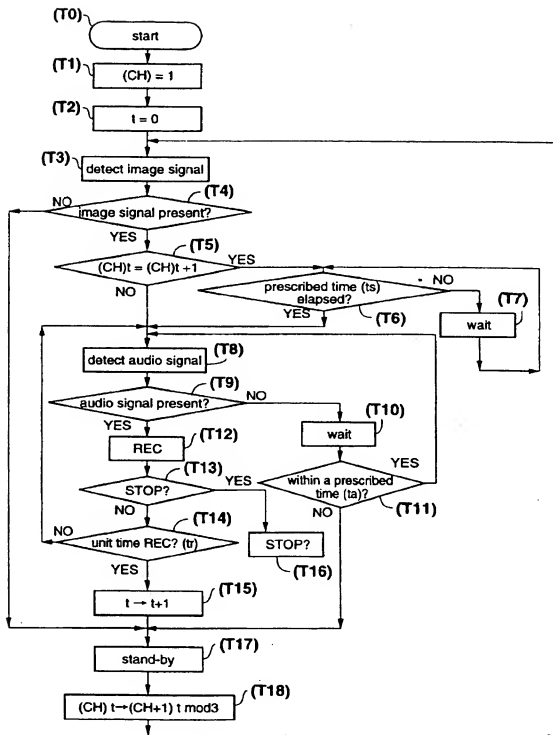 (T0)
start
(T1)
(CH) = 1
(T2)
t = 0
(T3)
detect image signal
(T4)
NO
image signal present?
YES
(T5)
YES
(CH)t = (CH)t +1
NO
prescribed time (ts)
elapsed?
NO
YES
(T6)
(T7)
wait
(T8)
detect audio signal
(T9)
audio signal present?
NO
YES
(T10)
wait
(T12)
REC
(T13)
STOP?
YES
NO
within a prescribed
time (ta)?
YES
NO
(T11)
(T14)
NO
unit time REC? (tr)
YES
STOP?
(T16)
(T15)
t → t+1
(T17)
stand-by
(T18)
(CH) t→(CH+1) t mod3